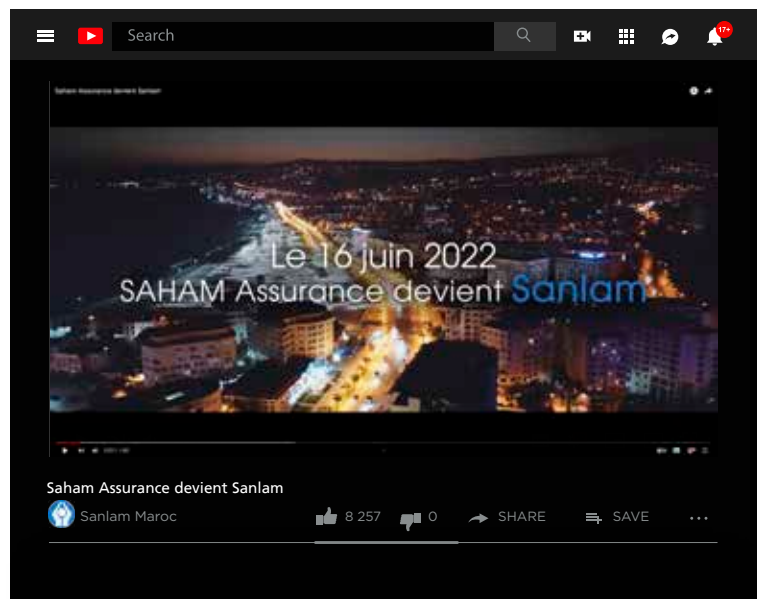 Search
17+
Saham Assurance devient Sanlam
Le 16 juin 2022
SAHAM Assurance devient Sanlam
Saham Assurance devient Sanlam
Sanlam Maroc
8 257
0
SHARE
SAVE